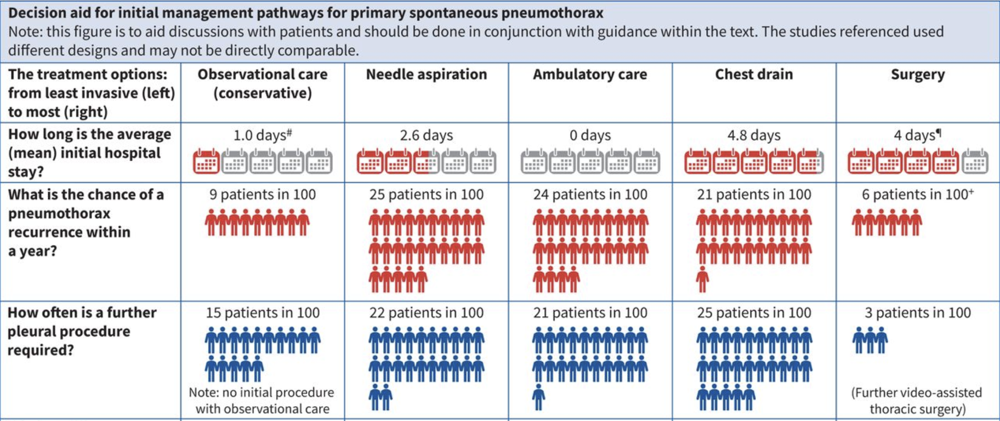 Decision aid for initial management pathways for primary spontaneous pneumothorax
Note: this figure is to aid discussions with patients and should be done in conjunction with guidance within the text. The studies referenced used
different designs and may not be directly comparable.
The treatment options:
from least invasive (left)
to most (right)
Observational care
(conservative)
Needle aspiration
Ambulatory care
Chest drain
Surgery
How long is the average
(mean) initial hospital
stay?
1.0 days#
2.6 days
0 days
4.8 days
4 days¶
What is the chance of a
pneumothorax
recurrence within
a year?
9 patients in 100
25 patients in 100
24 patients in 100
21 patients in 100
6 patients in 100+
How often is a further
pleural procedure
required?
15 patients in 100
Note: no initial procedure
with observational care
22 patients in 100
21 patients in 100
25 patients in 100
3 patients in 100
(Further video-assisted
thoracic surgery)